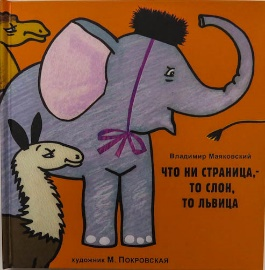 Владимир Маяковский
ЧТО НИ СТРАНИЦА,-
ТО СЛОН,
ТО ЛЬВИЦА
художник М. ПОКРОВСКАЯ